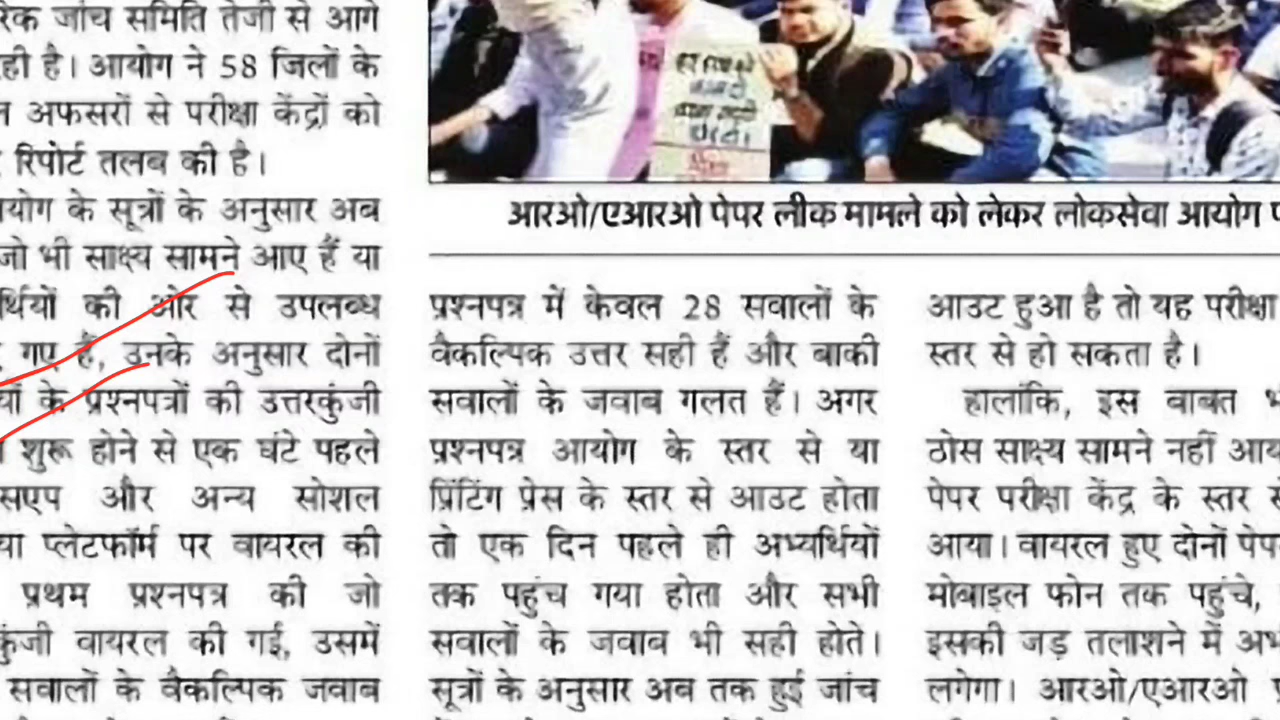 जांच समिति तेजी से आगे
है। आयोग ने 58 जिलों के
अफसरों से परीक्षा केंद्रों को
रिपोर्ट तलब की है।
के सूत्रों के अनुसार अब
जो भी साक्ष्य सामने आए हैं या
की ओर से उपलब्ध
गए हैं, उनके अनुसार दोनों
के प्रश्नपत्रों की उत्तरकुंजी
शुरू होने से एक घंटे पहले
और अन्य सोशल
प्लेटफॉर्म पर वायरल की
प्रथम प्रश्नपत्र की जो
वायरल की गई, उसमें
सवालों के वैकल्पिक जवाब
आरओ/एआरओ पेपर लीक मामले को लेकर लोकसेवा आयोग
प्रश्नपत्र में केवल 28 सवालों के
वैकल्पिक उत्तर सही हैं और बाकी
सवालों के जवाब गलत हैं। अगर
प्रश्नपत्र आयोग के स्तर से या
प्रिंटिंग प्रेस के स्तर से आउट होता
तो एक दिन पहले ही अभ्यर्थियों
तक पहुंच गया होता और सभी
सवालों के जवाब भी सही होते।
सूत्रों के अनुसार अब तक हुई जांच
आउट हुआ है तो यह परीक्षा
स्तर से हो सकता है।
हालांकि, इस बाबत
ठोस साक्ष्य सामने नहीं
पेपर परीक्षा केंद्र के स्तर
आया। वायरल हुए दोनों
मोबाइल फोन तक पहुंचे,
इसकी जड़ तलाशने में
लगेगा। आरओ/एआरओ